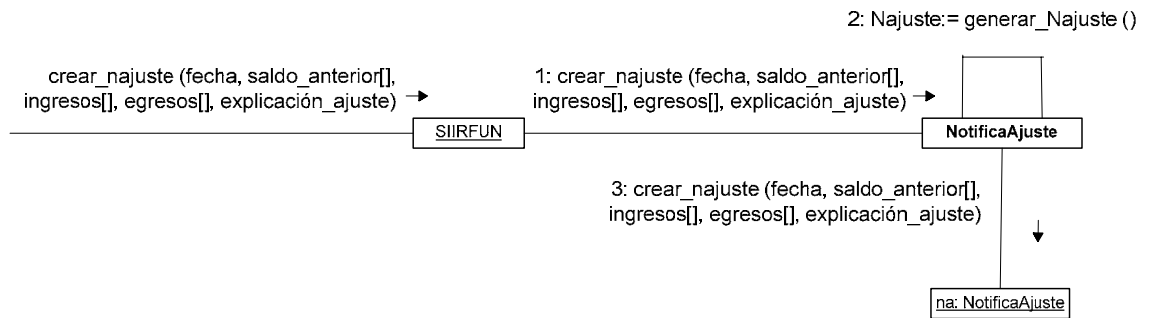 2: Najuste:= generar_Najuste ()
crear_najuste (fecha, saldo_anterior[],
ingresos[], egresos[], explicación_ajuste)
1: crear_najuste (fecha, saldo_anterior[],
ingresos[], egresos[], explicación_ajuste)
SIIRFUN
NotificaAjuste
3: crear_najuste (fecha, saldo_anterior[],
ingresos[], egresos[], explicación_ajuste)
na: NotificaAjuste